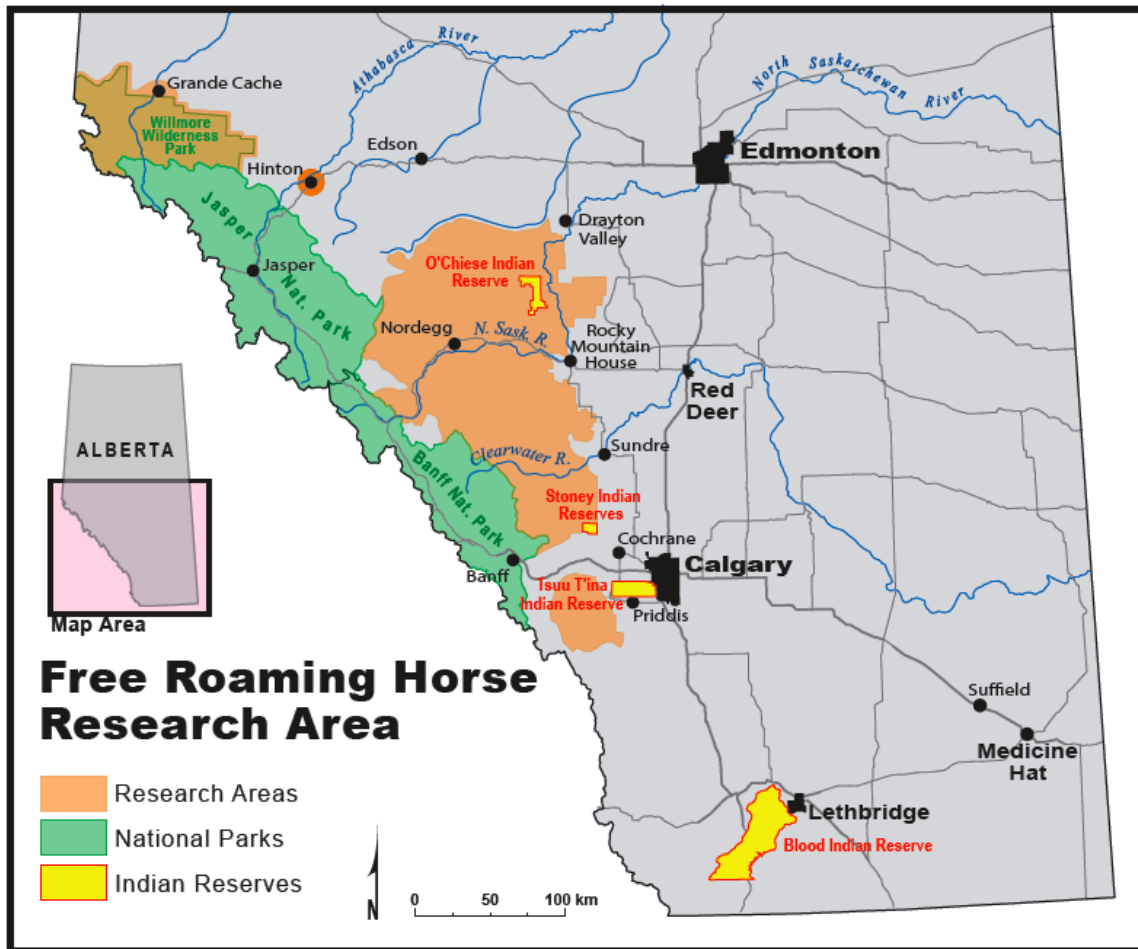 Athabasca River
North Saskatchewan
River
Grande Cache
Willmore
Wilderness
Park
Edson
Edmonton
Hinton
Jasper
Nat. Park
Jasper
Drayton
Valley
O'Chiese Indian
Reserve
Nordegg
N. Sask. R.
Rocky
Mountain
House
Red
Deer
ALBERTA
Banff Nat. Park
Clearwater R.
Sundre
Stoney Indian
Reserves
Cochrane
Calgary
Banff
Tsuu T'ina
Indian Reserve
Priddis
Map Area
Free Roaming Horse
Research Area
Suffield
Medicine
Hat
Research Areas
National Parks
Indian Reserves
Lethbridge
Blood Indian Reserve
N
0 50 100 km